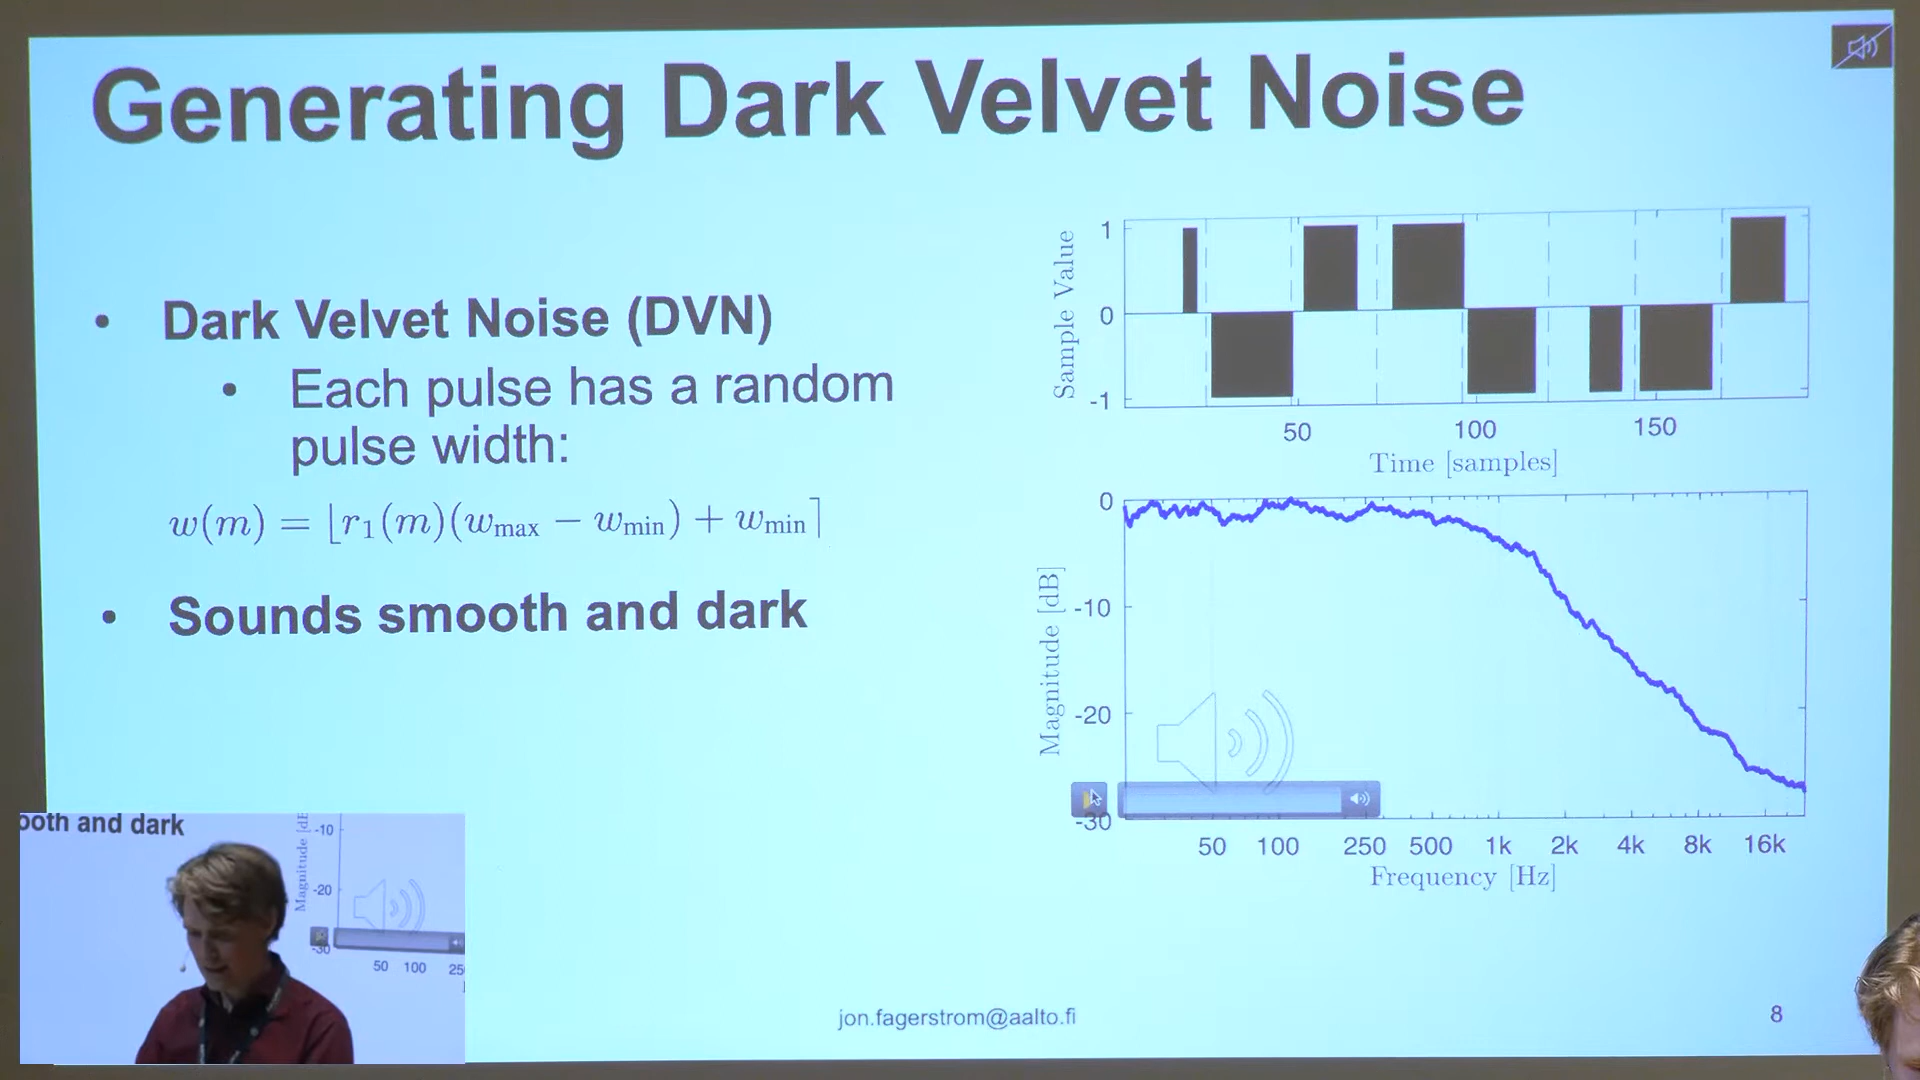 Generating Dark Velvet Noise
• Dark Velvet Noise (DVN)
• Each pulse has a random
pulse width:
w(m) = ⌊r₁(m)(w_max − w_min) + w_min⌉
• Sounds smooth and dark
Sample Value
1
0
-1
50 100 150
Time [samples]
Magnitude [dB]
0
-10
-20
-30
50 100 250 500 1k 2k 4k 8k 16k
Frequency [Hz]
ooth and dark
Magnitude [dB
-10
-20
-30
50 100 25
jon.fagerstrom@aalto.fi
8